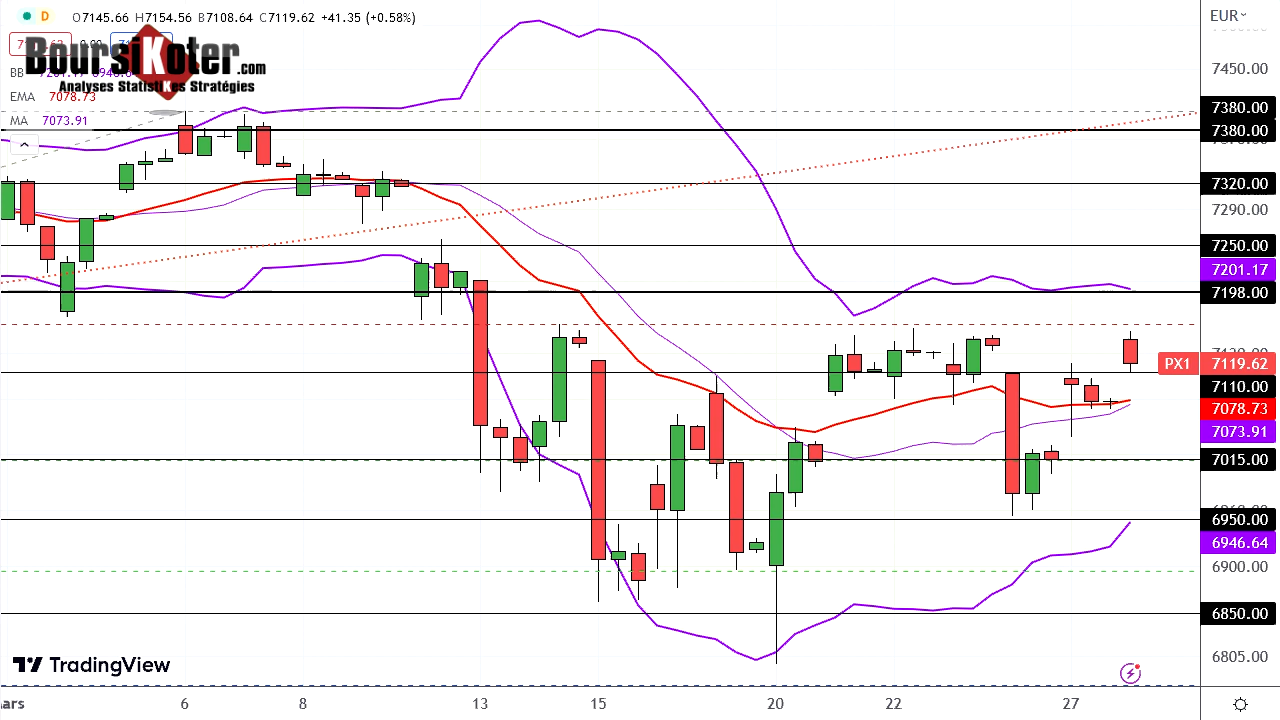 D O7145.66 H7154.56 B7108.64 C7119.62 +41.35 (+0.58%)
BoursiKoter.com
Analyses StatistiKes Stratégies
BB
EMA 7078.73
MA 7073.91
EUR
7450.00
7380.00
7380.00
7320.00
7290.00
7250.00
7201.17
7198.00
PX1 7119.62
7110.00
7078.73
7073.91
7015.00
6950.00
6946.64
6900.00
6850.00
6805.00
TradingView
ars 6 8 13 15 20 22 27